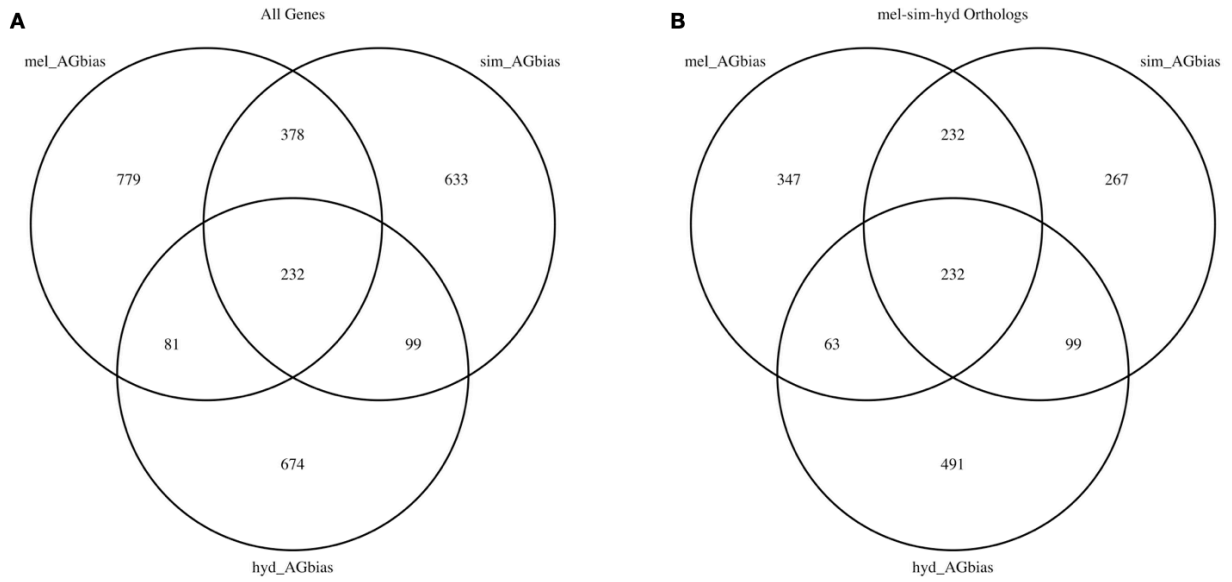 A
All Genes
mel_AGbias
sim_AGbias
378
779
633
232
81
99
674
hyd_AGbias
B
mel-sim-hyd Orthologs
mel_AGbias
sim_AGbias
232
347
267
232
63
99
491
hyd_AGbias